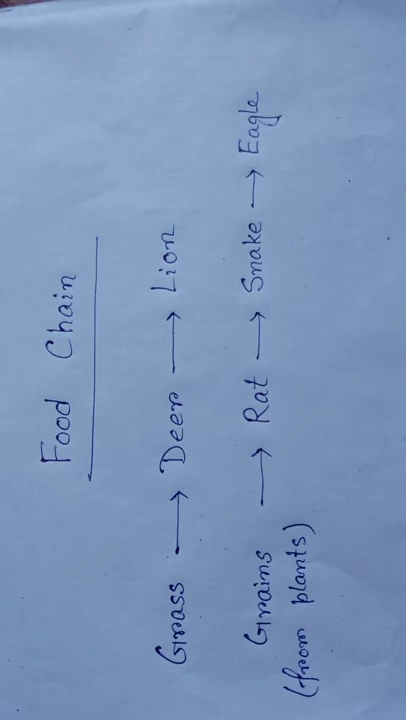 Food Chain
Grass → Deer → Lion
Grains → Rat → Snake → Eagle
(from plants)